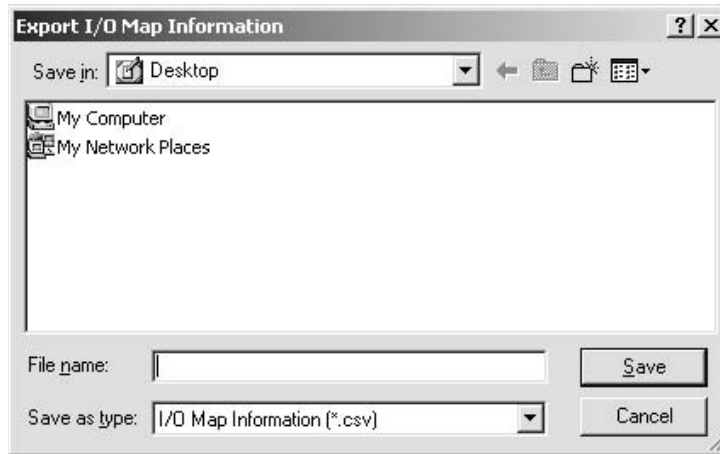 Export I/O Map Information
Save in: Desktop
My Computer
My Network Places
File name:
Save
Save as type: I/O Map Information (*.csv)
Cancel